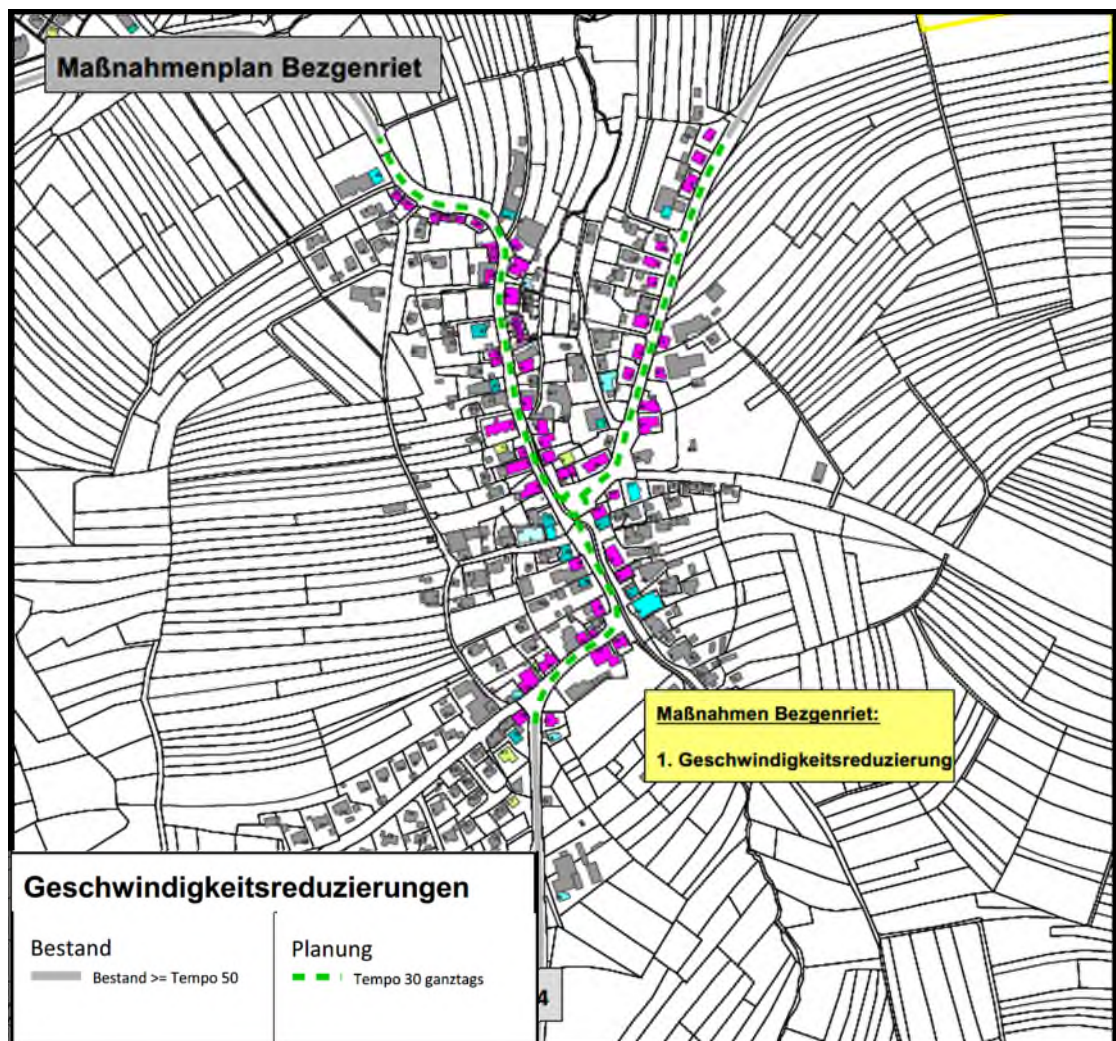 Maßnahmenplan Bezgenriet
Maßnahmen Bezgenriet:
1. Geschwindigkeitsreduzierung
Geschwindigkeitsreduzierungen
Bestand
Bestand >= Tempo 50
Planung
Tempo 30 ganztags
4